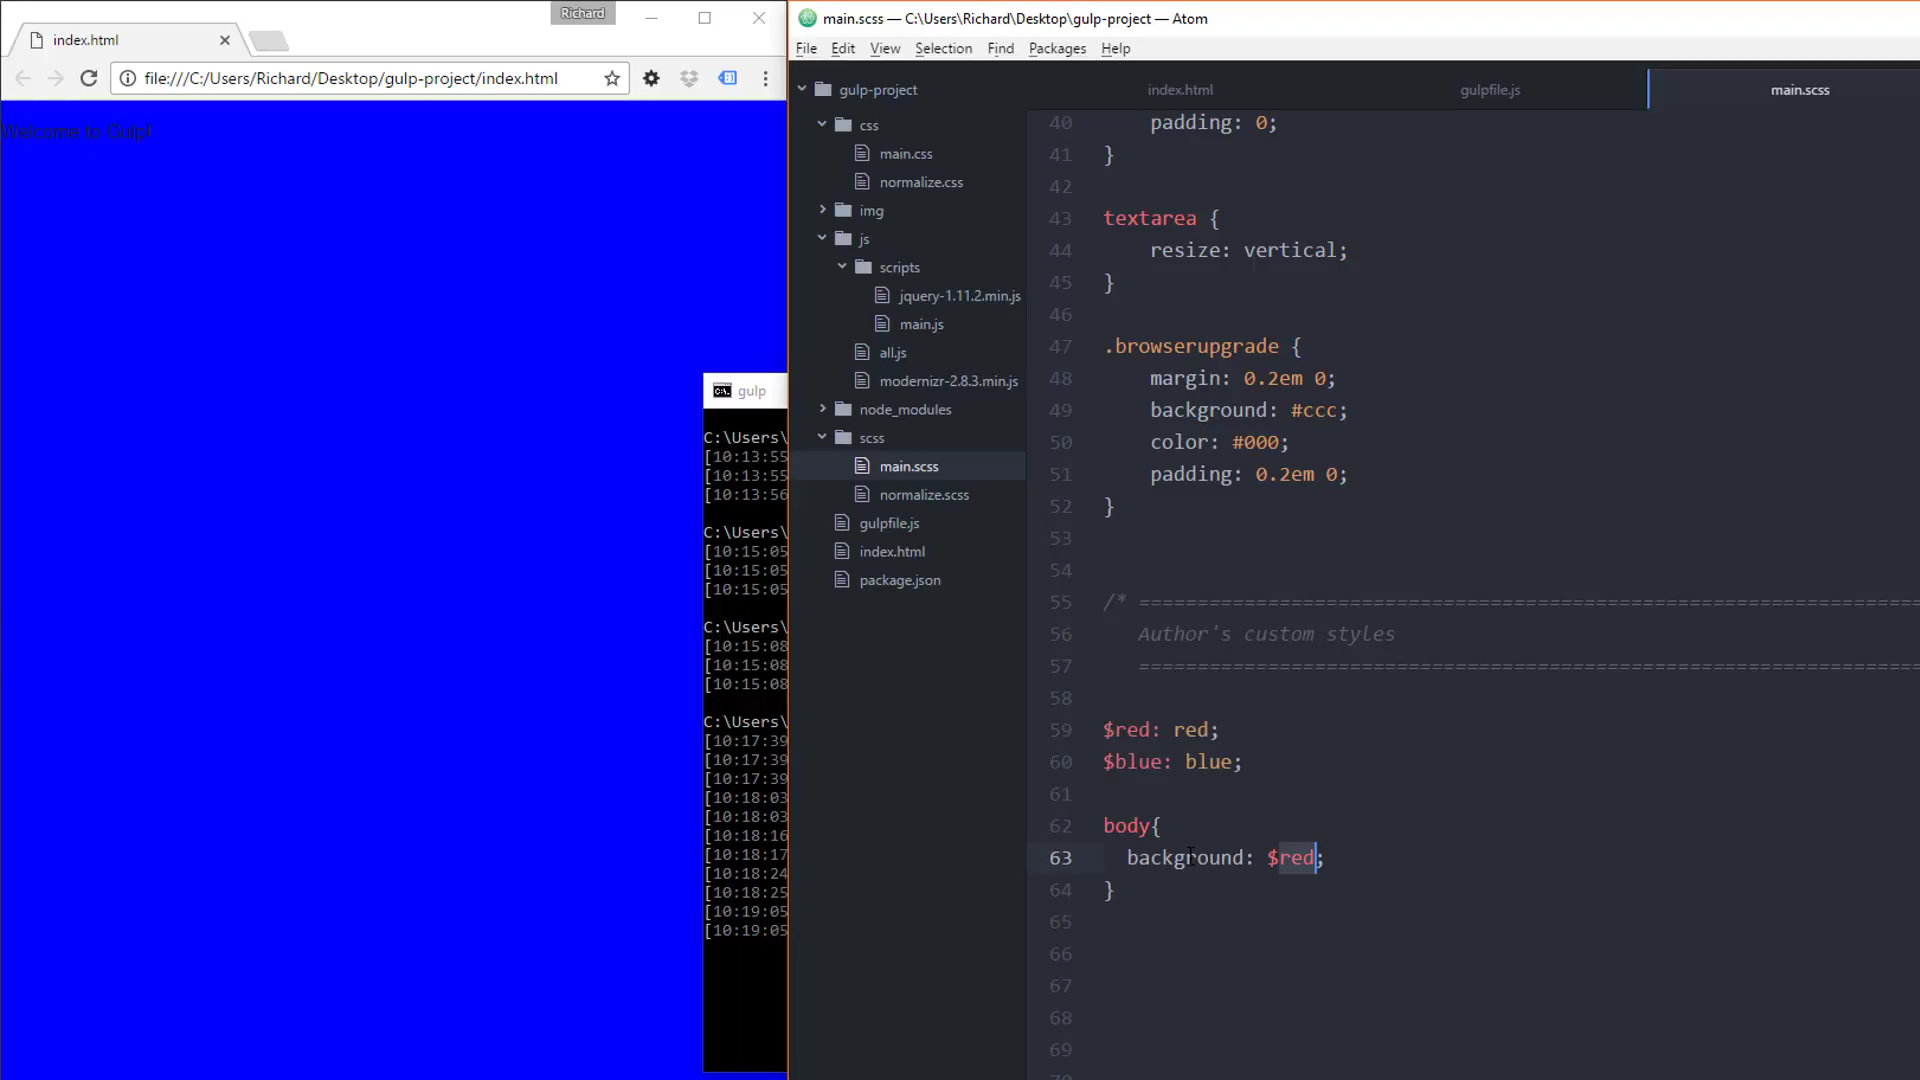 Richard
index.html
file:///C:/Users/Richard/Desktop/gulp-project/index.html
Welcome to Gulp!
gulp
C:\Users\
[10:13:55
[10:13:55
[10:13:56
C:\Users\
[10:15:05
[10:15:05
[10:15:05
C:\Users\
[10:15:08
[10:15:08
[10:15:08
C:\Users\
[10:17:39
[10:17:39
[10:17:39
[10:18:03
[10:18:03
[10:18:16
[10:18:17
[10:18:24
[10:18:25
[10:19:05
[10:19:05
main.scss — C:\Users\Richard\Desktop\gulp-project — Atom
File Edit View Selection Find Packages Help
gulp-project
css
main.css
normalize.css
img
js
scripts
jquery-1.11.2.min.js
main.js
all.js
modernizr-2.8.3.min.js
node_modules
scss
main.scss
normalize.scss
gulpfile.js
index.html
package.json
index.html gulpfile.js main.scss
40 padding: 0;
41 }
42
43 textarea {
44 resize: vertical;
45 }
46
47 .browserupgrade {
48 margin: 0.2em 0;
49 background: #ccc;
50 color: #000;
51 padding: 0.2em 0;
52 }
53
54
55 /* ==================================================================
56 Author's custom styles
57 ==================================================================
58
59 $red: red;
60 $blue: blue;
61
62 body{
63 background: $red;
64 }
65
66
67
68
69